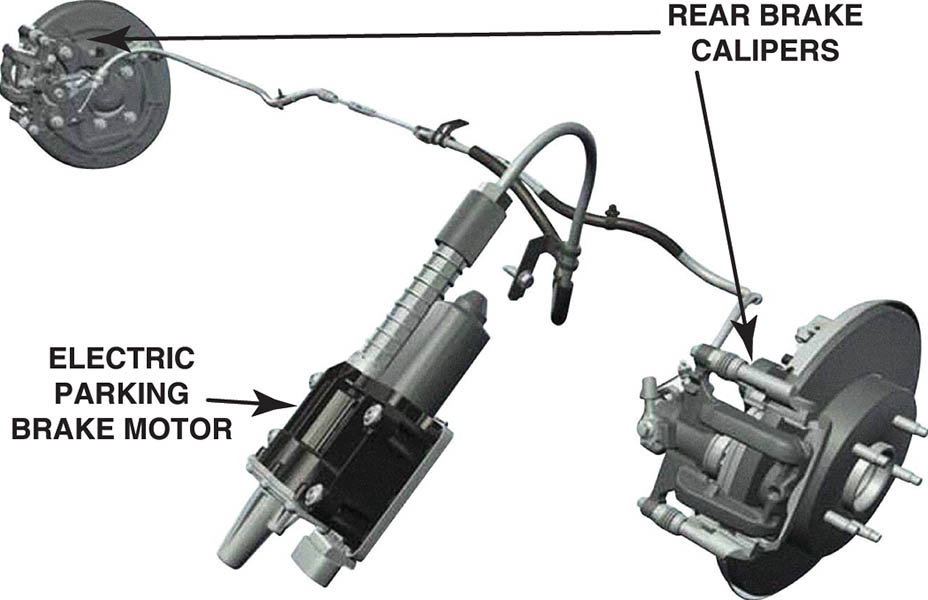 REAR BRAKE
CALIPERS
ELECTRIC
PARKING
BRAKE MOTOR